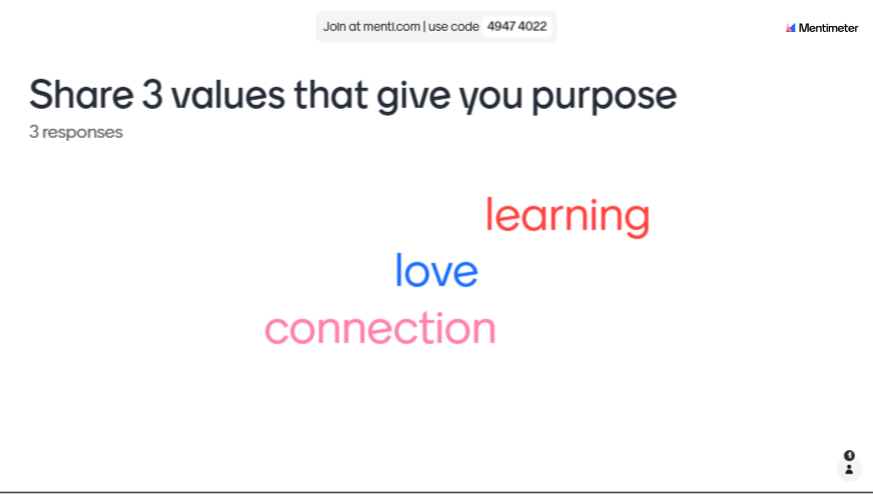 Join at menti.com | use code 4947 4022
Mentimeter
Share 3 values that give you purpose
3 responses
learning
love
connection
1